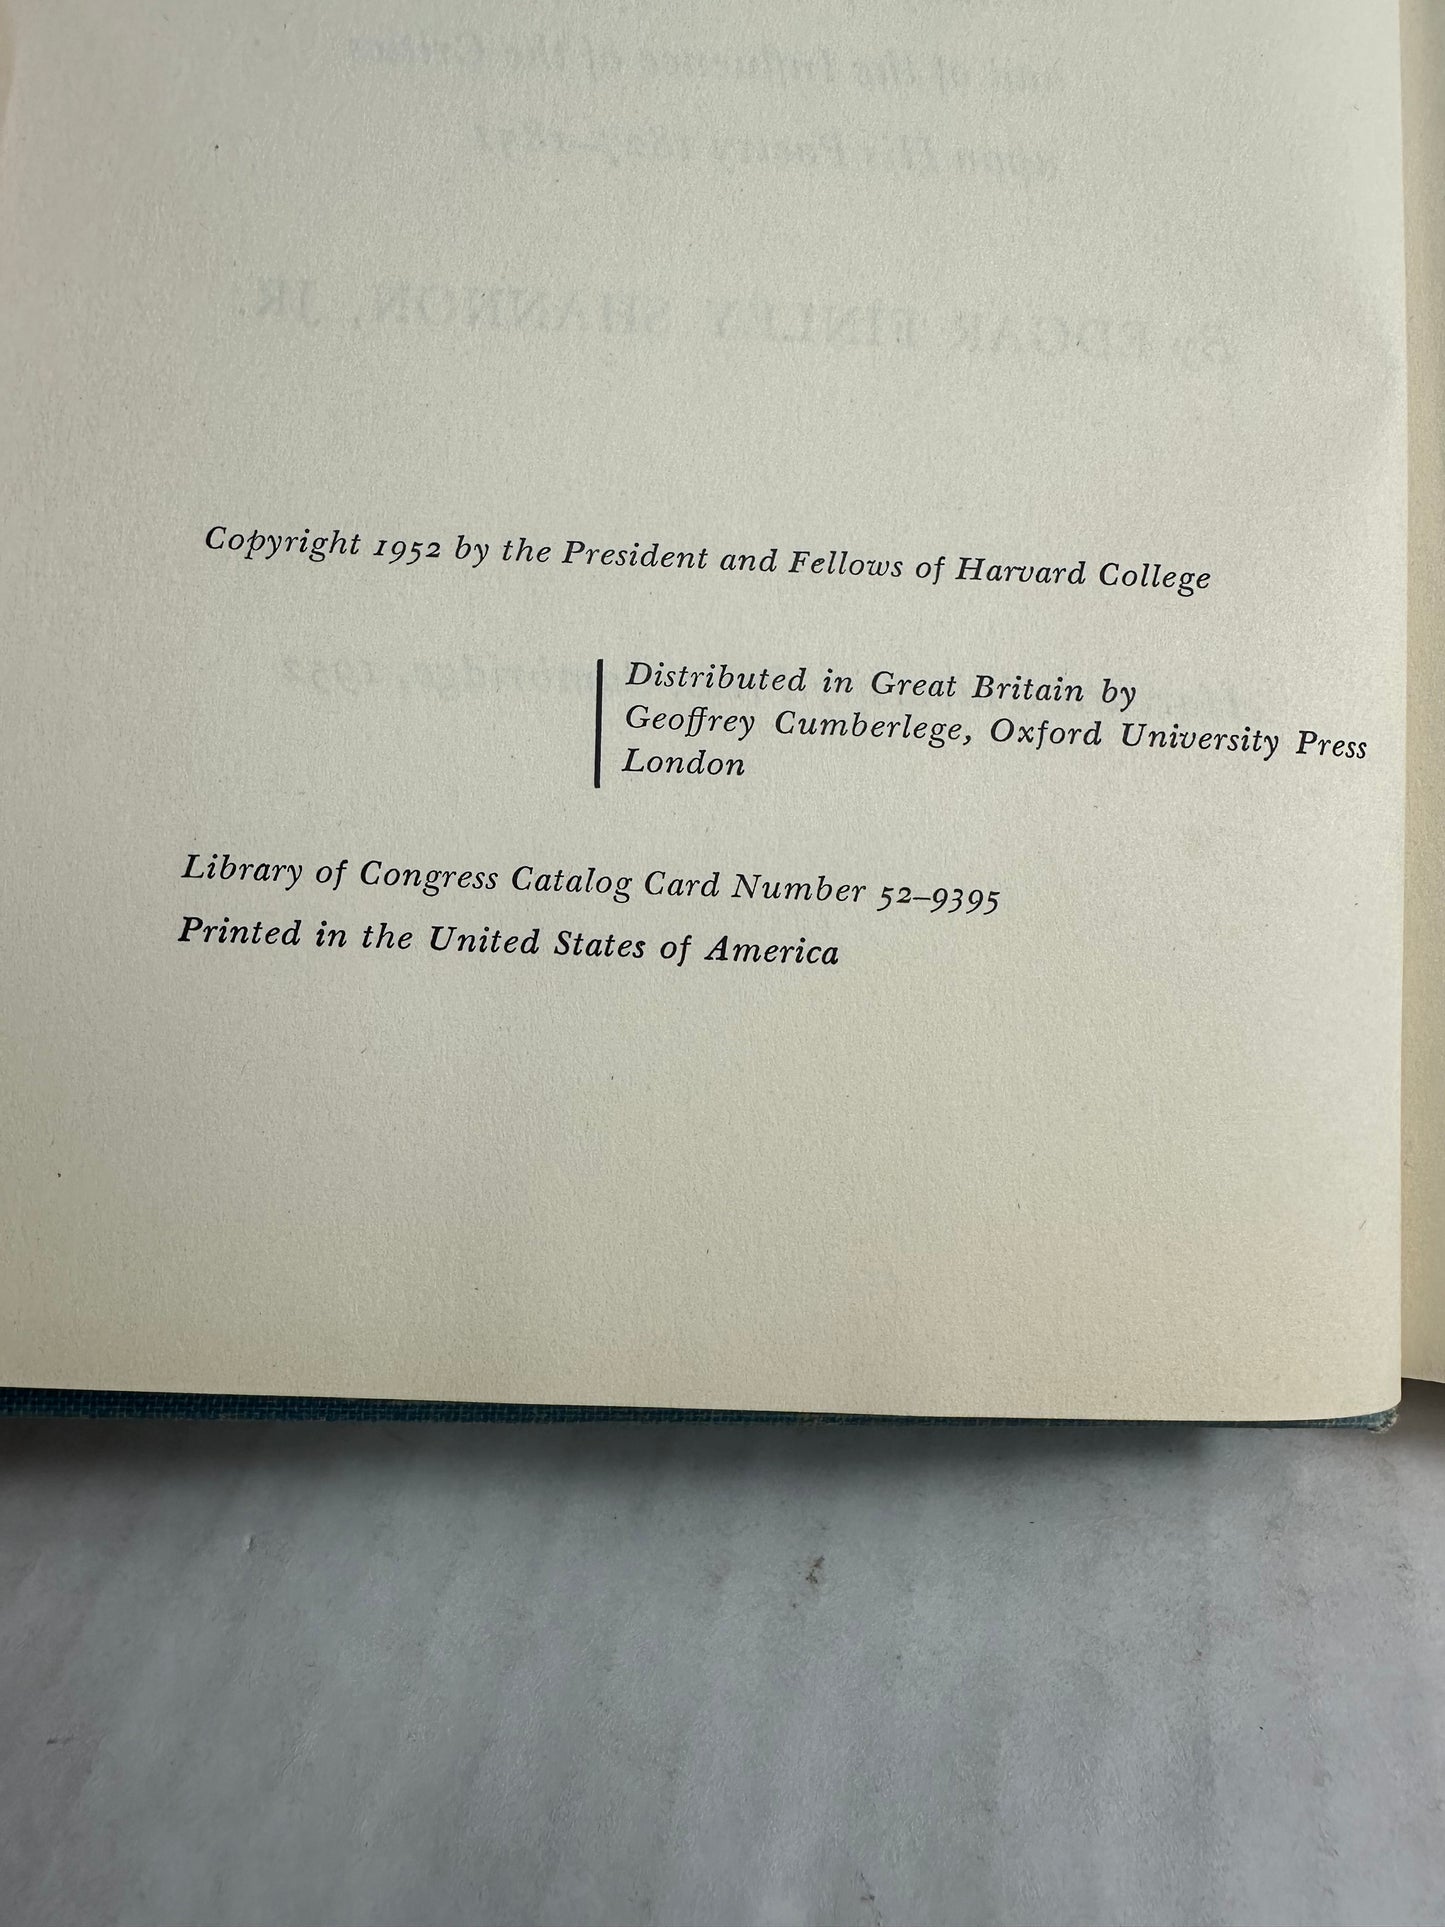 Copyright 1952 by the President and Fellows of Harvard College
Distributed in Great Britain by
Geoffrey Cumberlege, Oxford University Press
London
Library of Congress Catalog Card Number 52–9395
Printed in the United States of America